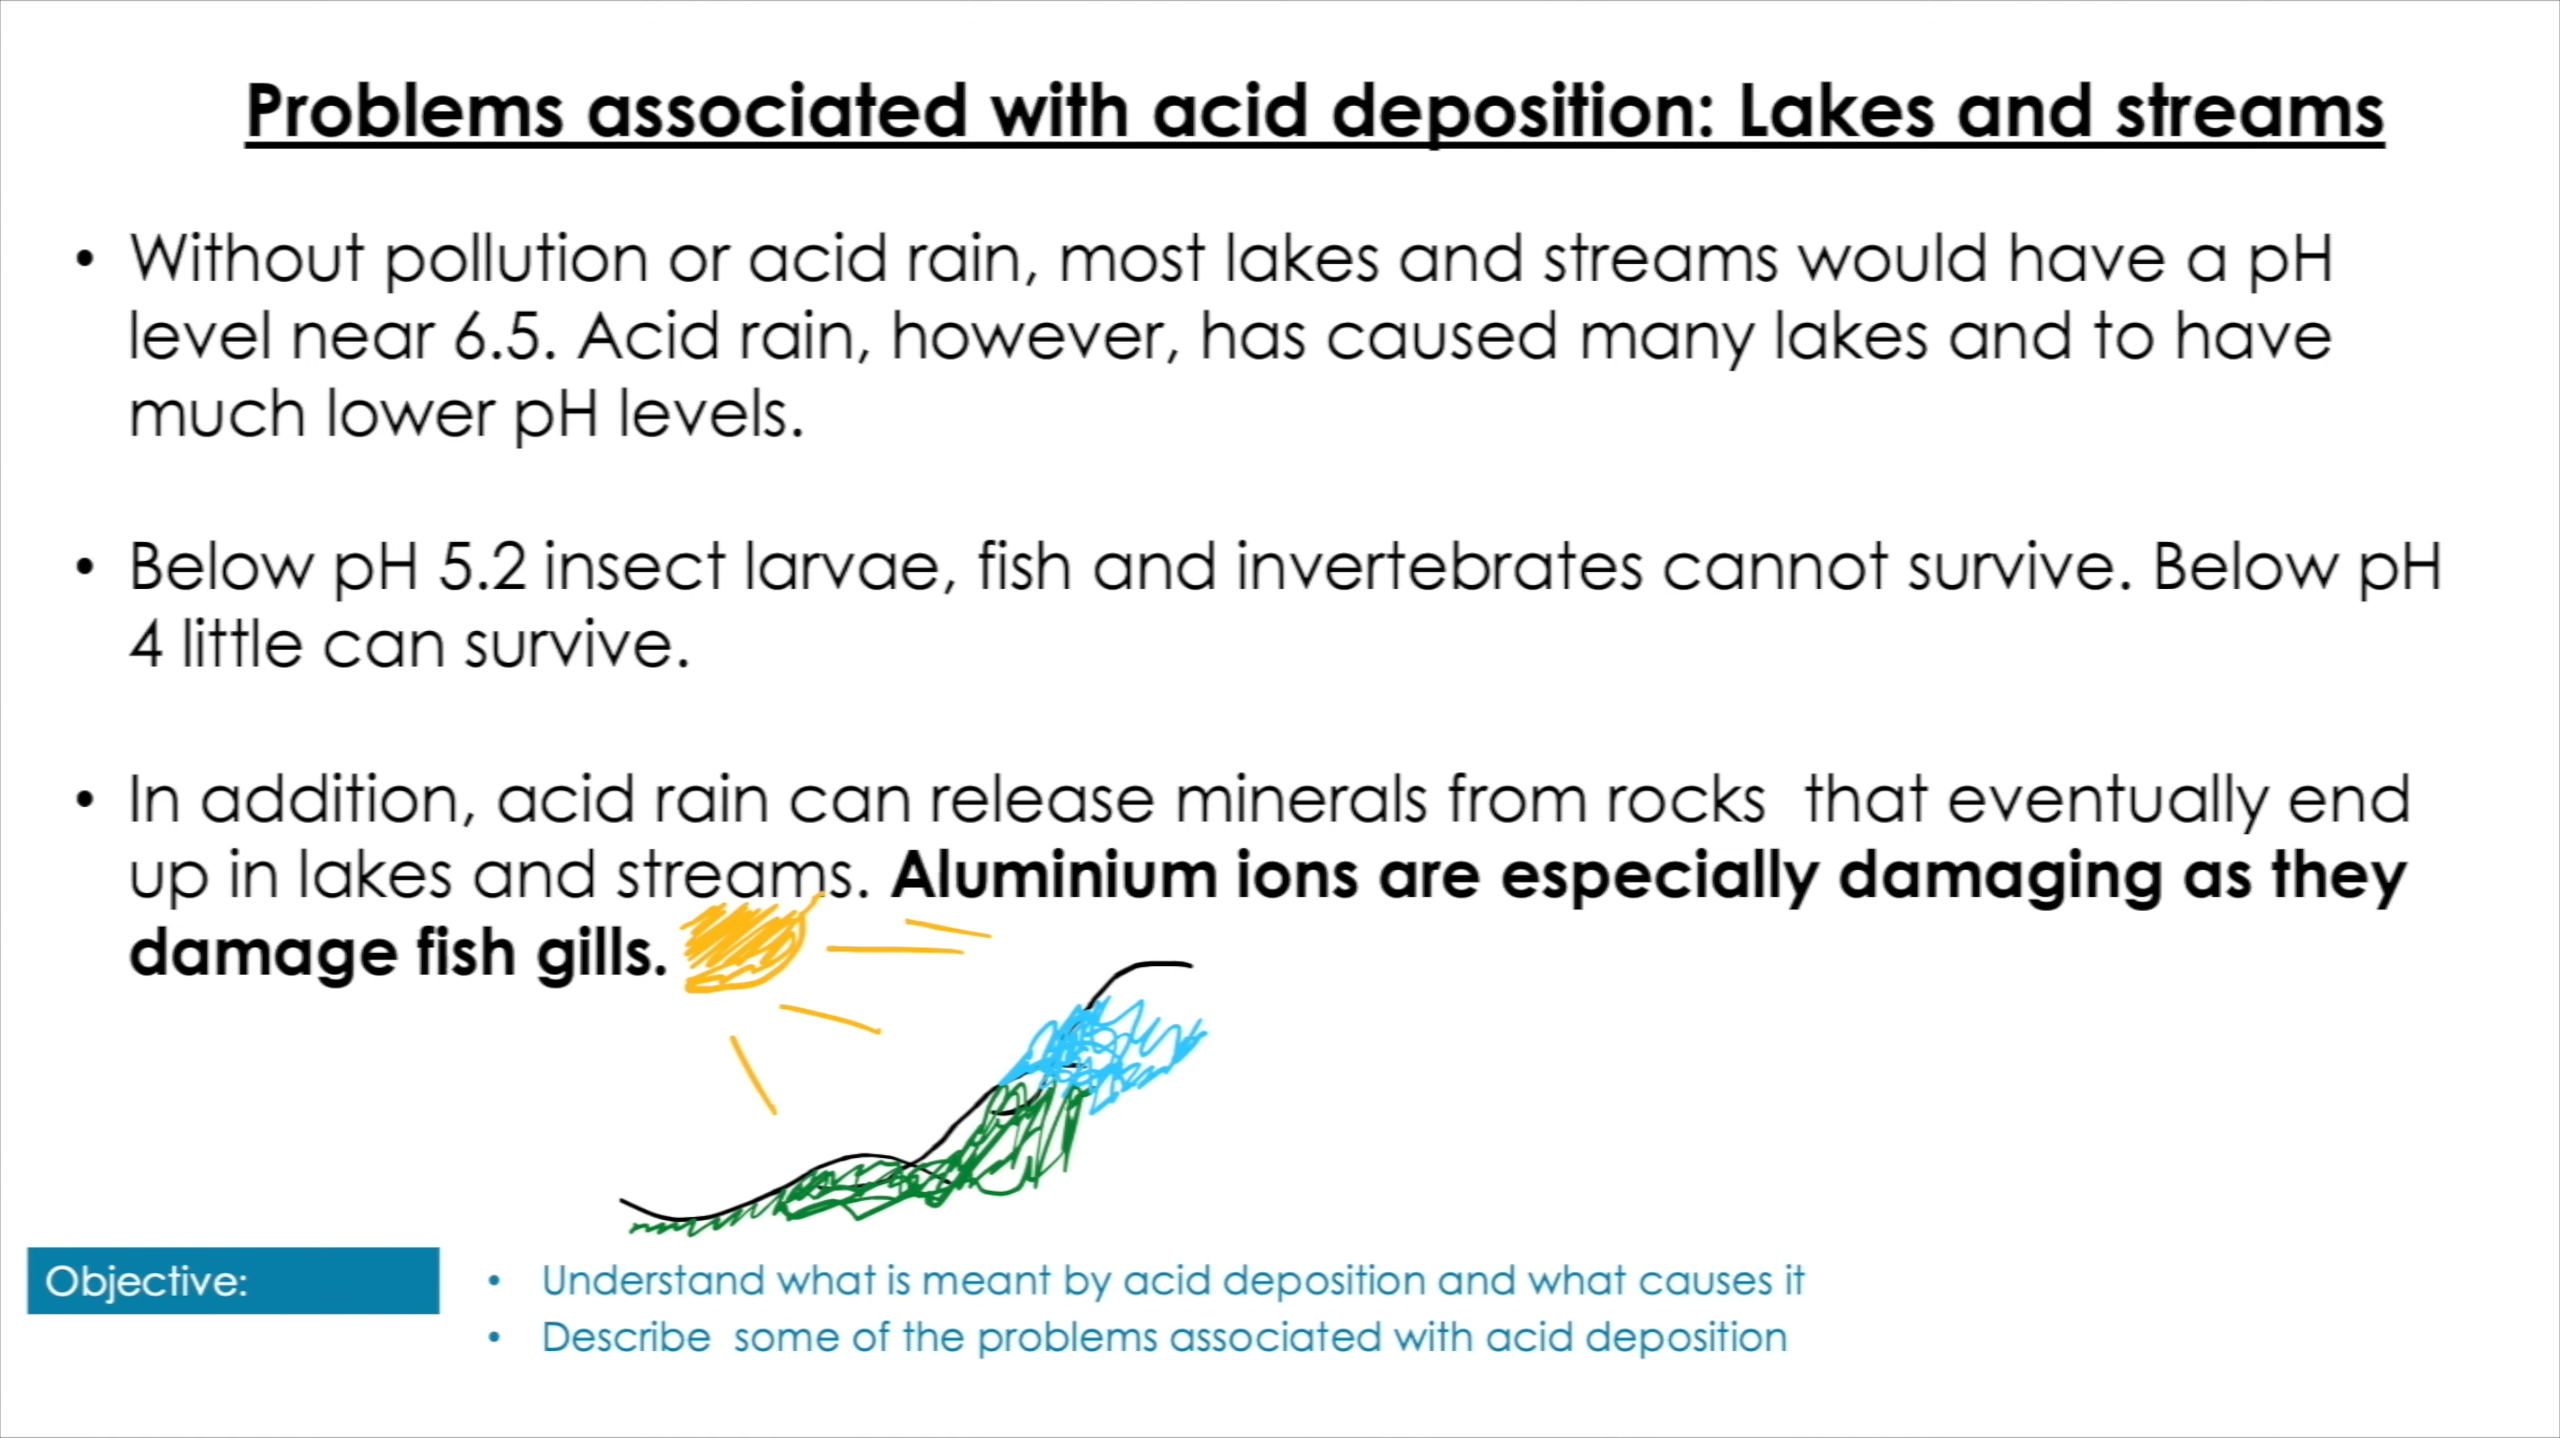 Problems associated with acid deposition: Lakes and streams
• Without pollution or acid rain, most lakes and streams would have a pH
level near 6.5. Acid rain, however, has caused many lakes and to have
much lower pH levels.
• Below pH 5.2 insect larvae, fish and invertebrates cannot survive. Below pH
4 little can survive.
• In addition, acid rain can release minerals from rocks  that eventually end
up in lakes and streams. Aluminium ions are especially damaging as they
damage fish gills.
Objective:
• Understand what is meant by acid deposition and what causes it
• Describe  some of the problems associated with acid deposition